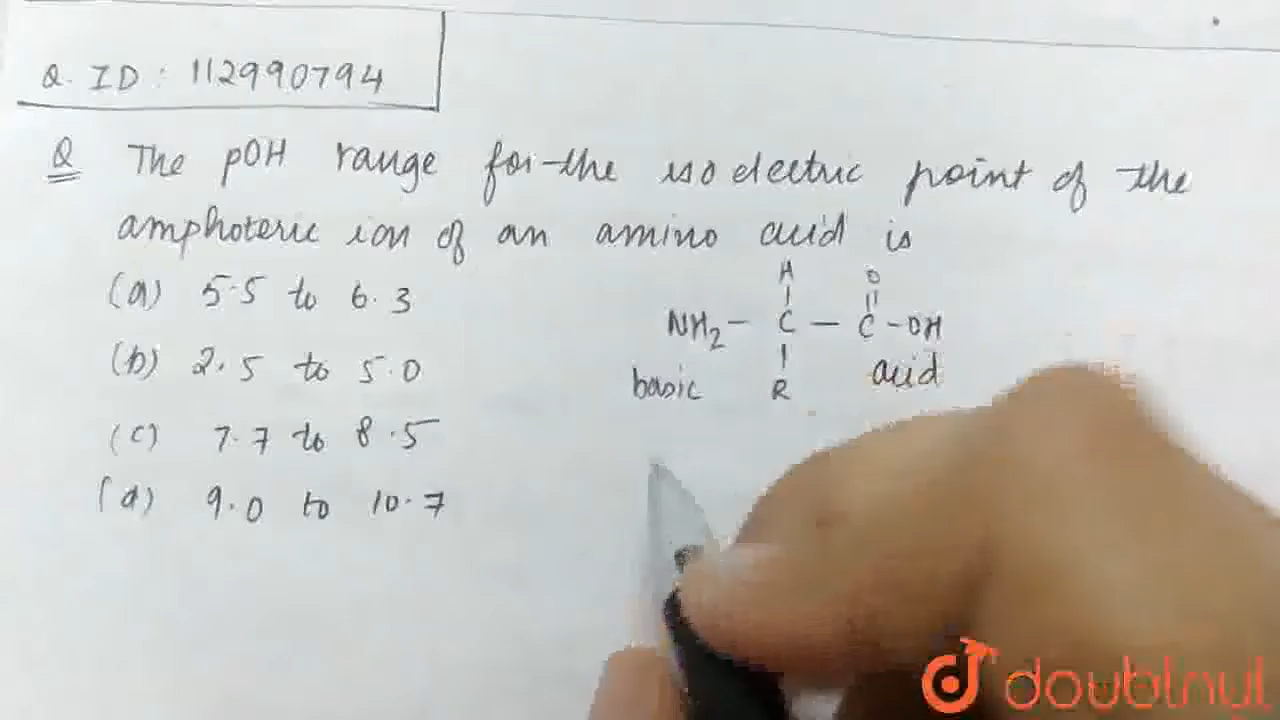 Q. ID : 112990794
Q The pOH range for the isoelectric point of the
amphoteric ion of an amino acid is
(a) 5.5 to 6.3
(b) 2.5 to 5.0
(c) 7.7 to 8.5
(d) 9.0 to 10.7
H O
NH2 - C - C - OH
basic R acid
doubtnut